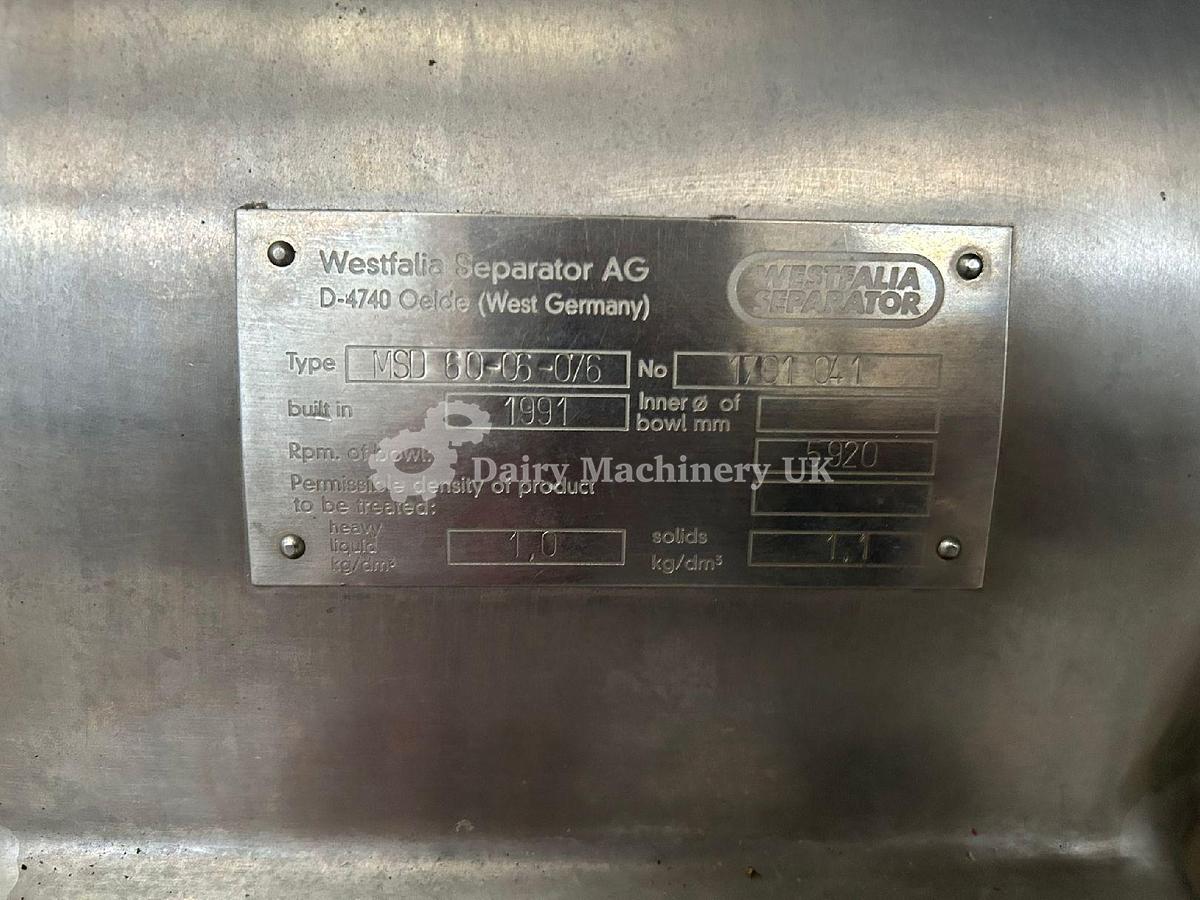 Westfalia Separator AG
D-4740 Oelde (West Germany)
WESTFALIA
SEPARATOR
Type MSD 60-06-076 No 1791 041
built in 1991 Inner ø of
bowl mm
Rpm. of bowl: 5920
Permissible density of product
to be treated:
heavy
liquid
kg/dm³ 1,0 solids
kg/dm³ 1,1
Dairy Machinery UK